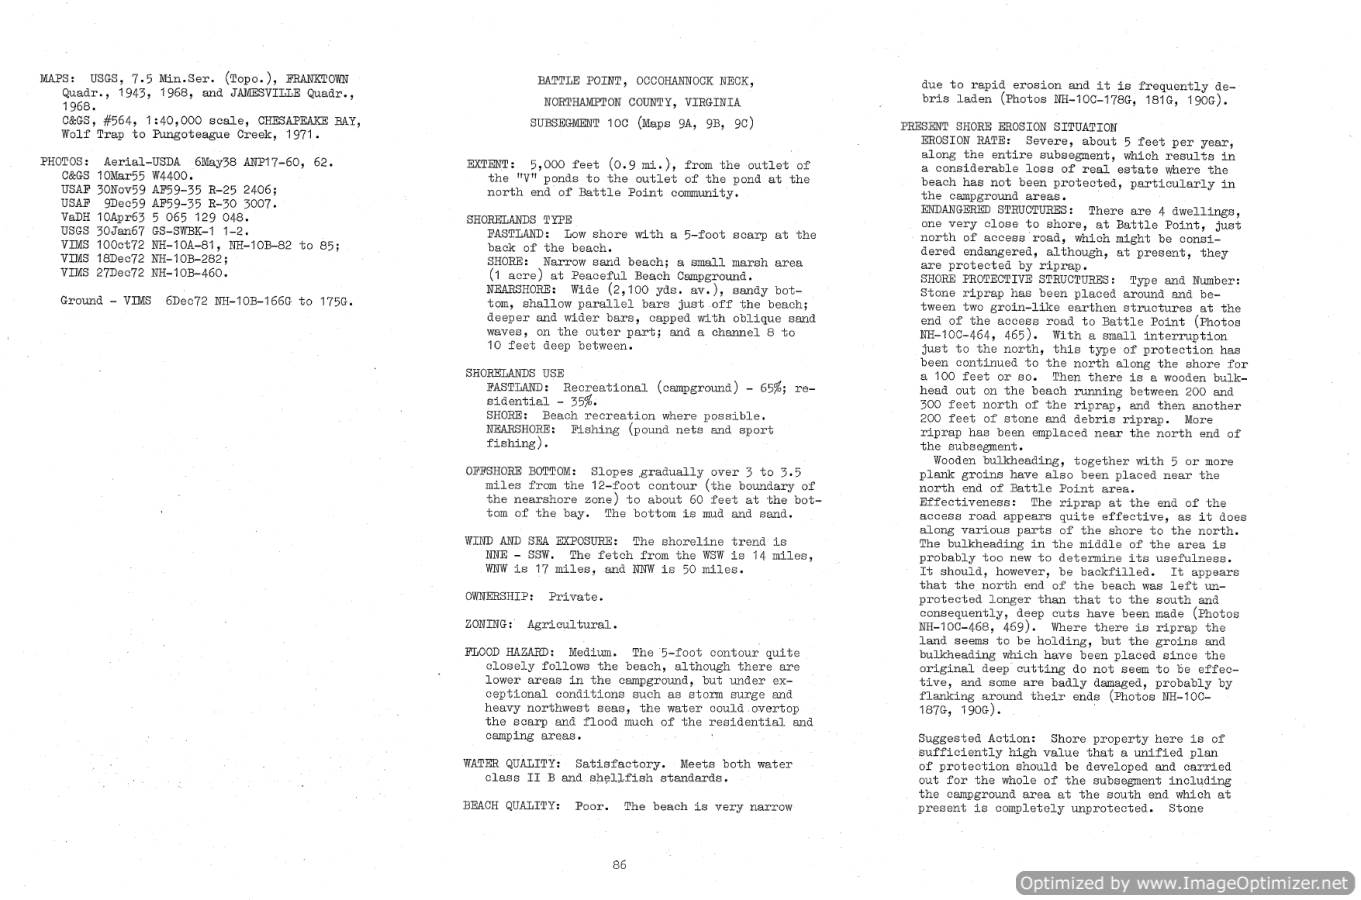 MAPS: USGS, 7.5 Min.Ser. (Topo.), FRANKTOWN
Quadr., 1943, 1968, and JAMESVILLE Quadr.,
1968.
C&GS, #564, 1:40,000 scale, CHESAPEAKE BAY,
Wolf Trap to Pungoteague Creek, 1971.
PHOTOS: Aerial-USDA 6May38 ANP17-60, 62.
C&GS 10Mar55 W4400.
USAF 30Nov59 AF59-35 R-25 2406;
USAF 9Dec59 AF59-35 R-30 3007.
VaDH 10Apr63 5 065 129 048.
USGS 30Jan67 GS-SWBK-1 1-2.
VIMS 10Oct72 NH-10A-81, NH-10B-82 to 85;
VIMS 18Dec72 NH-10B-282;
VIMS 27Dec72 NH-10B-460.
Ground - VIMS 6Dec72 NH-10B-166G to 175G.
BATTLE POINT, OCCOHANNOCK NECK,
NORTHAMPTON COUNTY, VIRGINIA
SUBSEGMENT 10C (Maps 9A, 9B, 9C)
EXTENT: 5,000 feet (0.9 mi.), from the outlet of
the "V" ponds to the outlet of the pond at the
north end of Battle Point community.
SHORELANDS TYPE
FASTLAND: Low shore with a 5-foot scarp at the
back of the beach.
SHORE: Narrow sand beach; a small marsh area
(1 acre) at Peaceful Beach Campground.
NEARSHORE: Wide (2,100 yds. av.), sandy bot-
tom, shallow parallel bars just off the beach;
deeper and wider bars, capped with oblique sand
waves, on the outer part; and a channel 8 to
10 feet deep between.
SHORELANDS USE
FASTLAND: Recreational (campground) - 65%; re-
sidential - 35%.
SHORE: Beach recreation where possible.
NEARSHORE: Fishing (pound nets and sport
fishing).
OFFSHORE BOTTOM: Slopes gradually over 3 to 3.5
miles from the 12-foot contour (the boundary of
the nearshore zone) to about 60 feet at the bot-
tom of the bay. The bottom is mud and sand.
WIND AND SEA EXPOSURE: The shoreline trend is
NNE - SSW. The fetch from the WSW is 14 miles,
WNW is 17 miles, and NNW is 50 miles.
OWNERSHIP: Private.
ZONING: Agricultural.
FLOOD HAZARD: Medium. The 5-foot contour quite
closely follows the beach, although there are
lower areas in the campground, but under ex-
ceptional conditions such as storm surge and
heavy northwest seas, the water could overtop
the scarp and flood much of the residential and
camping areas.
WATER QUALITY: Satisfactory. Meets both water
class II B and shellfish standards.
BEACH QUALITY: Poor. The beach is very narrow
due to rapid erosion and it is frequently de-
bris laden (Photos NH-10C-178G, 181G, 190G).
PRESENT SHORE EROSION SITUATION
EROSION RATE: Severe, about 5 feet per year,
along the entire subsegment, which results in
a considerable loss of real estate where the
beach has not been protected, particularly in
the campground areas.
ENDANGERED STRUCTURES: There are 4 dwellings,
one very close to shore, at Battle Point, just
north of access road, which might be consi-
dered endangered, although, at present, they
are protected by riprap.
SHORE PROTECTIVE STRUCTURES: Type and Number:
Stone riprap has been placed around and be-
tween two groin-like earthen structures at the
end of the access road to Battle Point (Photos
NH-10C-464, 465). With a small interruption
just to the north, this type of protection has
been continued to the north along the shore for
a 100 feet or so. Then there is a wooden bulk-
head out on the beach running between 200 and
300 feet north of the riprap, and then another
200 feet of stone and debris riprap. More
riprap has been emplaced near the north end of
the subsegment.
Wooden bulkheading, together with 5 or more
plank groins have also been placed near the
north end of Battle Point area.
Effectiveness: The riprap at the end of the
access road appears quite effective, as it does
along various parts of the shore to the north.
The bulkheading in the middle of the area is
probably too new to determine its usefulness.
It should, however, be backfilled. It appears
that the north end of the beach was left un-
protected longer than that to the south and
consequently, deep cuts have been made (Photos
NH-10C-468, 469). Where there is riprap the
land seems to be holding, but the groins and
bulkheading which have been placed since the
original deep cutting do not seem to be effec-
tive, and some are badly damaged, probably by
flanking around their ends (Photos NH-10C-
187G, 190G).
Suggested Action: Shore property here is of
sufficiently high value that a unified plan
of protection should be developed and carried
out for the whole of the subsegment including
the campground area at the south end which at
present is completely unprotected. Stone
86
Optimized by www.ImageOptimizer.net